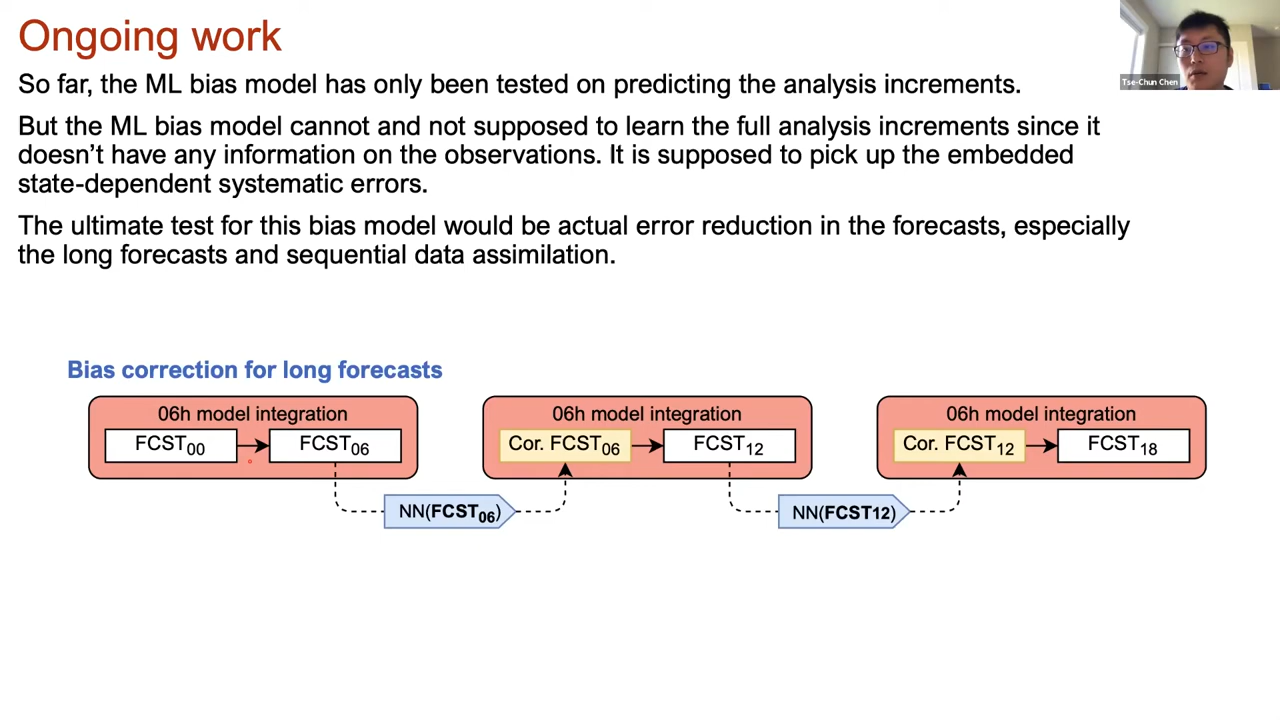 Ongoing work
Tse-Chun Chen
So far, the ML bias model has only been tested on predicting the analysis increments.
But the ML bias model cannot and not supposed to learn the full analysis increments since it
doesn't have any information on the observations. It is supposed to pick up the embedded
state-dependent systematic errors.
The ultimate test for this bias model would be actual error reduction in the forecasts, especially
the long forecasts and sequential data assimilation.
Bias correction for long forecasts
06h model integration
FCST00
FCST06
06h model integration
Cor. FCST06
FCST12
06h model integration
Cor. FCST12
FCST18
NN(FCST06)
NN(FCST12)